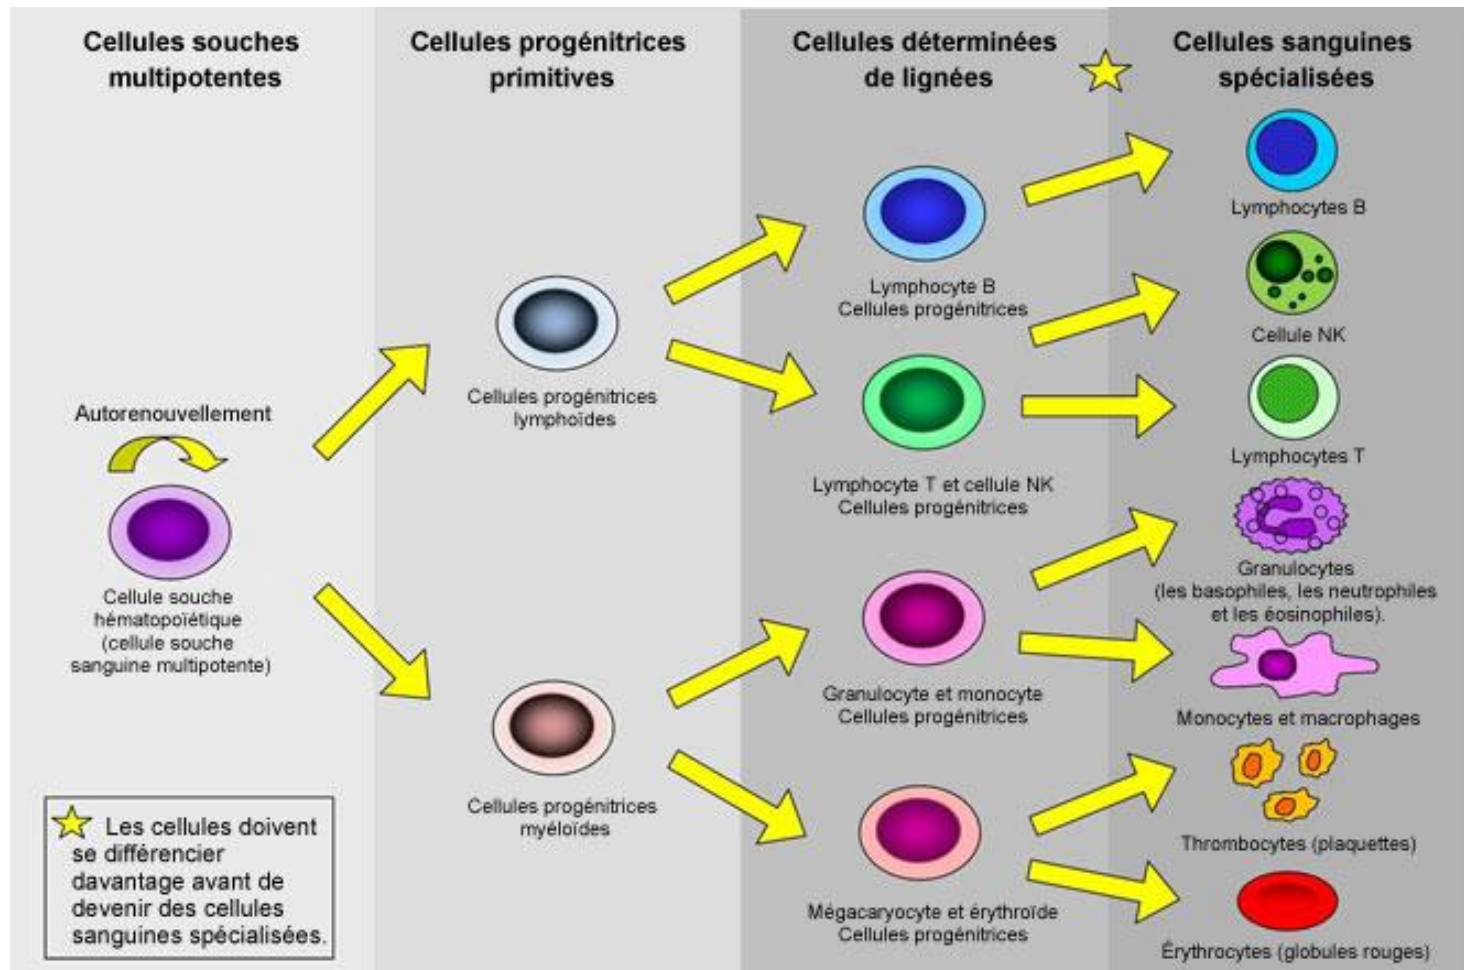 Cellules souches
multipotentes
Cellules progénitrices
primitives
Cellules déterminées
de lignées
Cellules sanguines
spécialisées
Autorenouvellement
Cellule souche
hématopoïétique
(cellule souche
sanguine multipotente)
Les cellules doivent
se différencier
davantage avant de
devenir des cellules
sanguines spécialisées.
Cellules progénitrices
lymphoïdes
Cellules progénitrices
myéloïdes
Lymphocyte B
Cellules progénitrices
Lymphocyte T et cellule NK
Cellules progénitrices
Granulocyte et monocyte
Cellules progénitrices
Mégacaryocyte et érythroïde
Cellules progénitrices
Lymphocytes B
Cellule NK
Lymphocytes T
Granulocytes
(les basophiles, les neutrophiles
et les éosinophiles).
Monocytes et macrophages
Thrombocytes (plaquettes)
Érythrocytes (globules rouges)